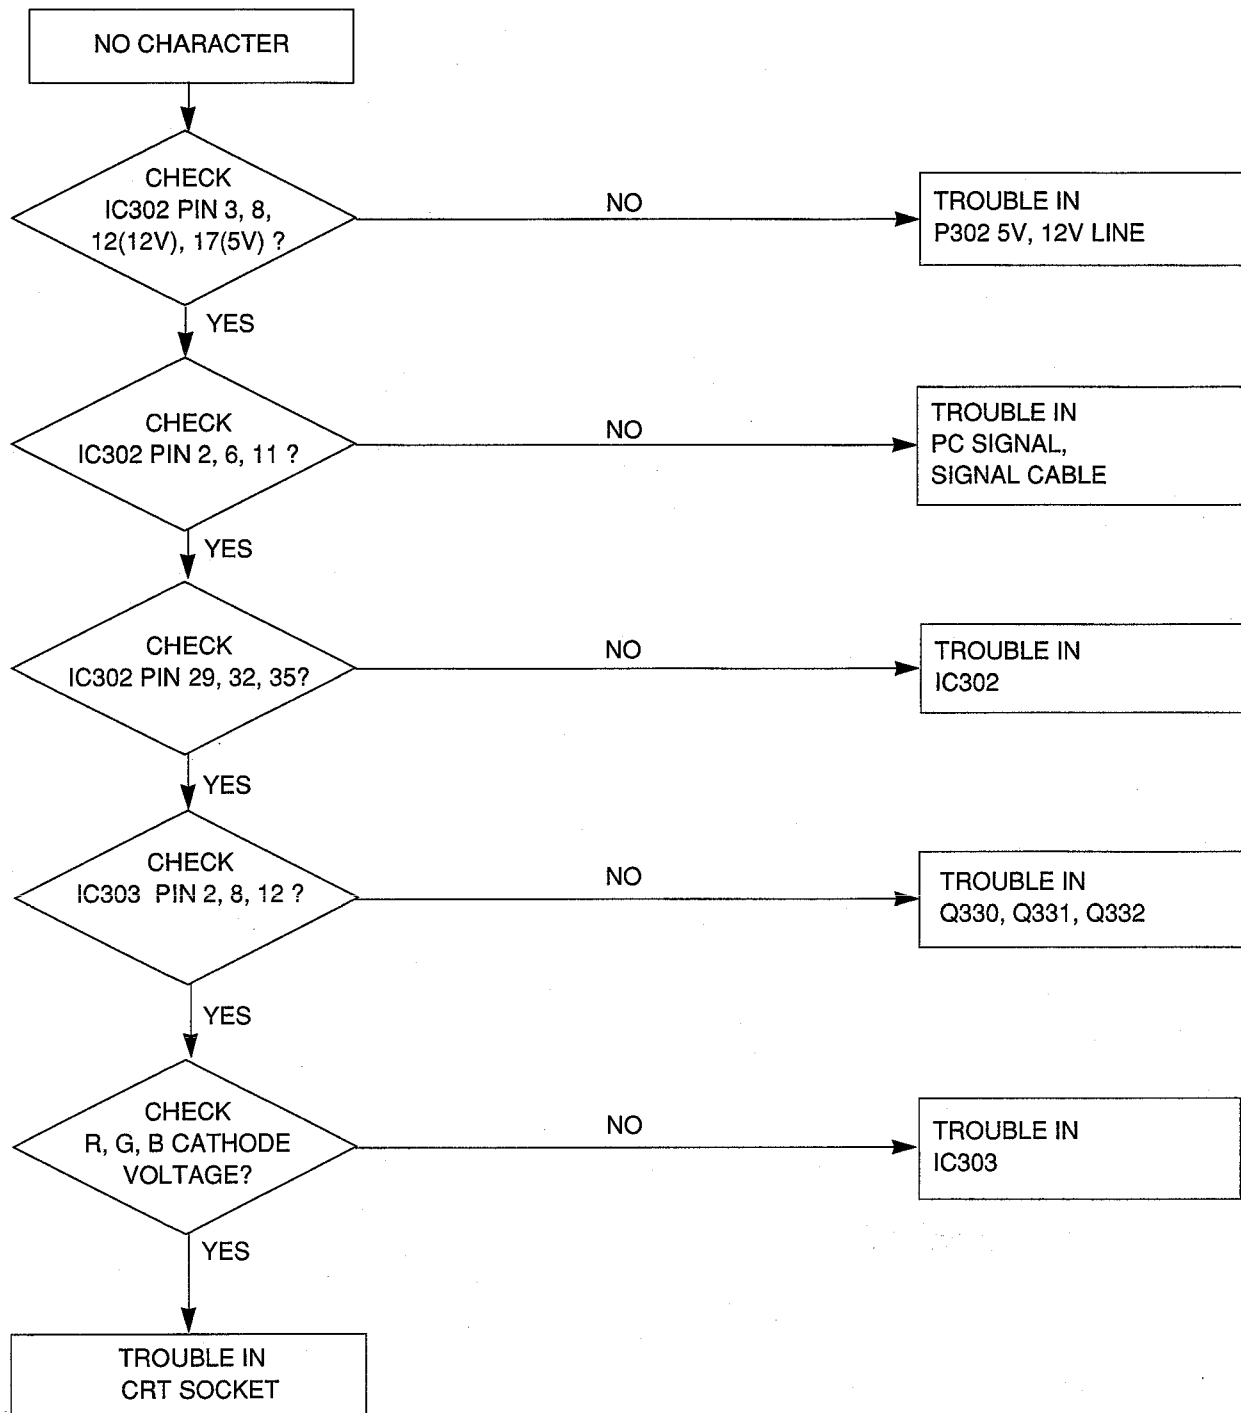 NO CHARACTER
CHECK
IC302 PIN 3, 8,
12(12V), 17(5V) ?
NO
TROUBLE IN
P302 5V, 12V LINE
YES
CHECK
IC302 PIN 2, 6, 11 ?
NO
TROUBLE IN
PC SIGNAL,
SIGNAL CABLE
YES
CHECK
IC302 PIN 29, 32, 35?
NO
TROUBLE IN
IC302
YES
CHECK
IC303 PIN 2, 8, 12 ?
NO
TROUBLE IN
Q330, Q331, Q332
YES
CHECK
R, G, B CATHODE
VOLTAGE?
NO
TROUBLE IN
IC303
YES
TROUBLE IN
CRT SOCKET